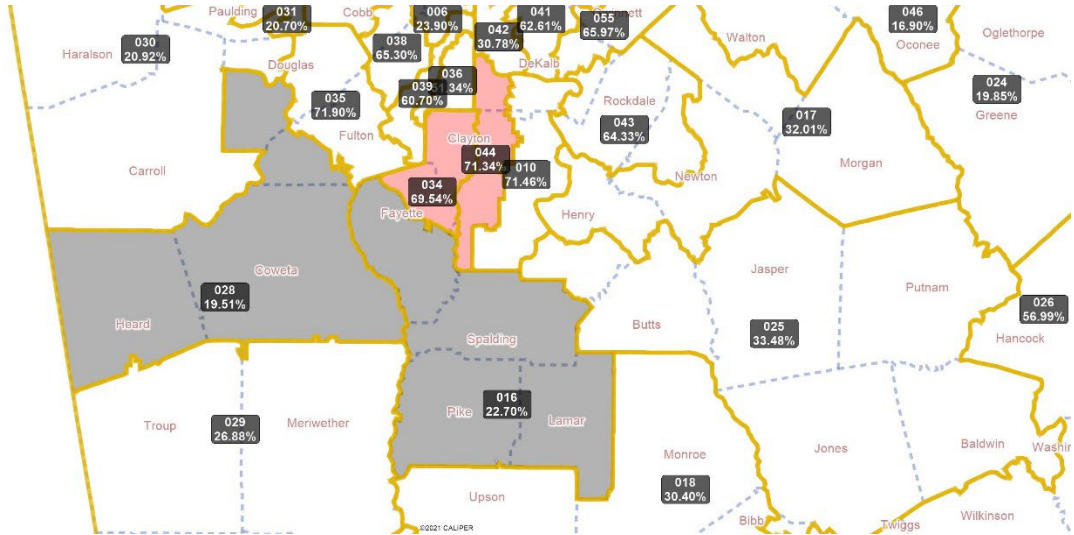 Paulding
031
20.70%
Cobb
006
23.90%
041
62.61%
055
65.97%
046
16.90%
Oconee
Oglethorpe
030
20.92%
Haralson
038
65.30%
042
30.78%
Walton
Douglas
DeKalb
036
039
60.70%
024
19.85%
Greene
035
71.90%
Fulton
Rockdale
043
64.33%
017
32.01%
Clayton
044
71.34%
010
71.46%
Morgan
Carroll
034
69.54%
Newton
Fayette
Henry
Coweta
Jasper
Putnam
028
19.51%
Heard
Spalding
Butts
025
33.48%
026
56.99%
Hancock
016
22.70%
Pike
Lamar
029
26.88%
Troup
Meriwether
Monroe
Jones
Baldwin
018
30.40%
Upson
Wilkinson
Bibb
Twiggs
©2021 CALIPER